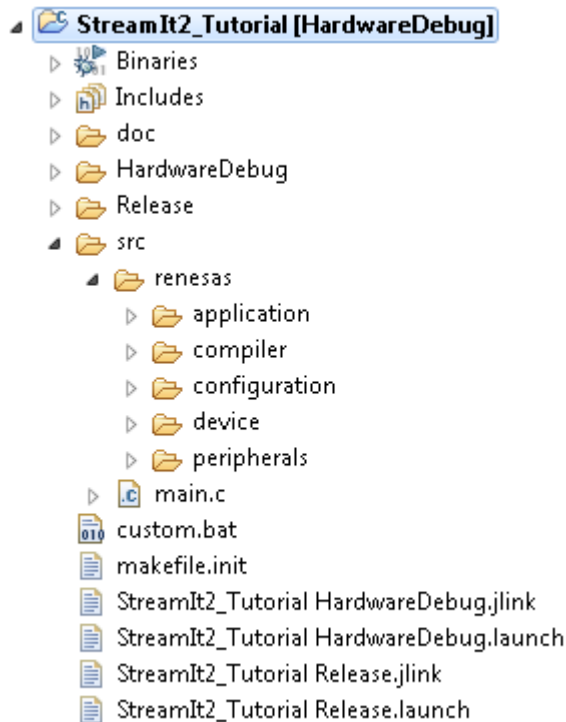 StreamIt2_Tutorial [HardwareDebug]
Binaries
Includes
doc
HardwareDebug
Release
src
renesas
application
compiler
configuration
device
peripherals
main.c
custom.bat
makefile.init
StreamIt2_Tutorial HardwareDebug.jlink
StreamIt2_Tutorial HardwareDebug.launch
StreamIt2_Tutorial Release.jlink
StreamIt2_Tutorial Release.launch